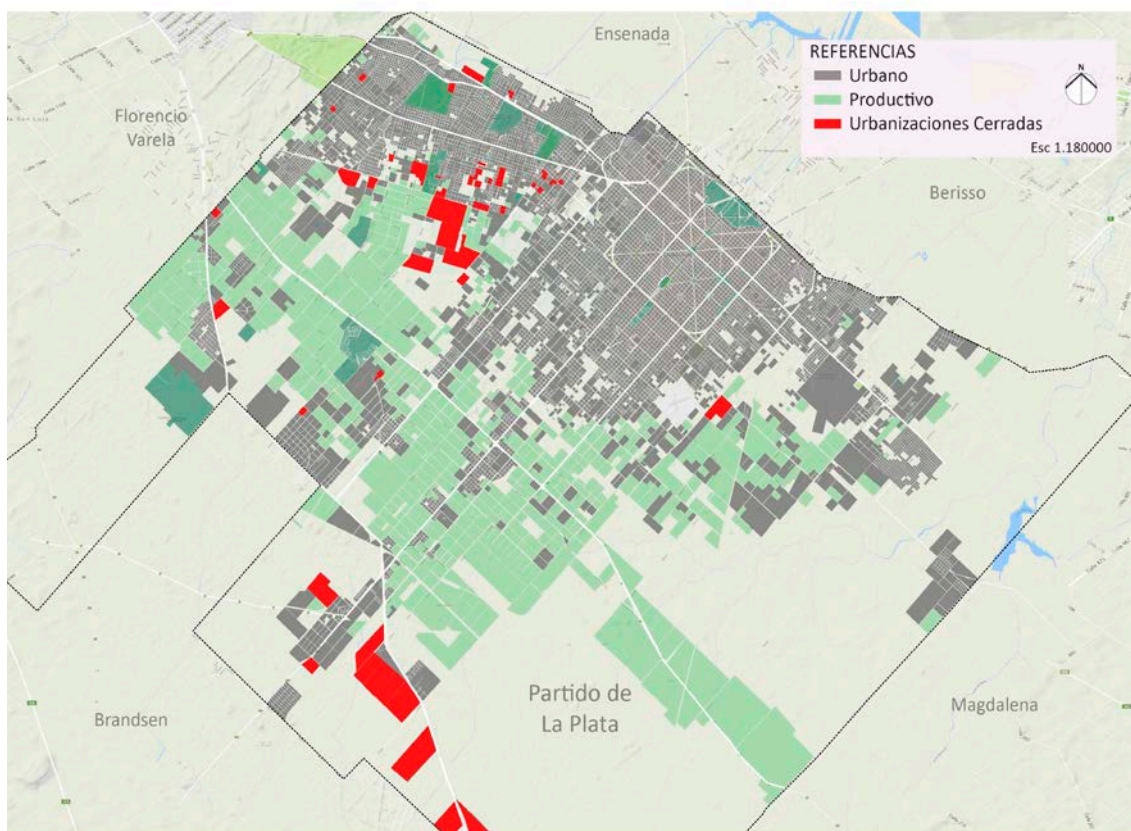 Ensenada
REFERENCIAS
Urbano
Productivo
Urbanizaciones Cerradas
N
Esc 1.180000
Florencio
Varela
Berisso
Partido de
La Plata
Brandsen
Magdalena